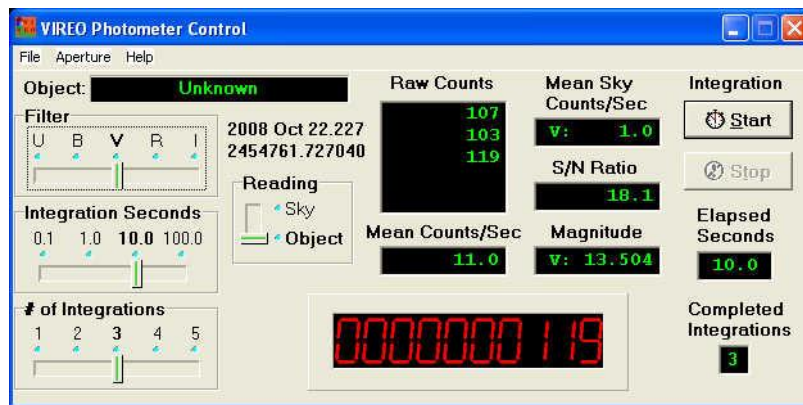 VIREO Photometer Control
File Aperture Help
Object: Unknown
Filter
U B V R I
2008 Oct 22.227
2454761.727040
Reading
Sky
Object
Integration Seconds
0.1 1.0 10.0 100.0
# of Integrations
1 2 3 4 5
Raw Counts
107
103
119
Mean Counts/Sec
11.0
Mean Sky
Counts/Sec
V: 1.0
S/N Ratio
18.1
Magnitude
V: 13.504
0000000119
Integration
Start
Stop
Elapsed
Seconds
10.0
Completed
Integrations
3